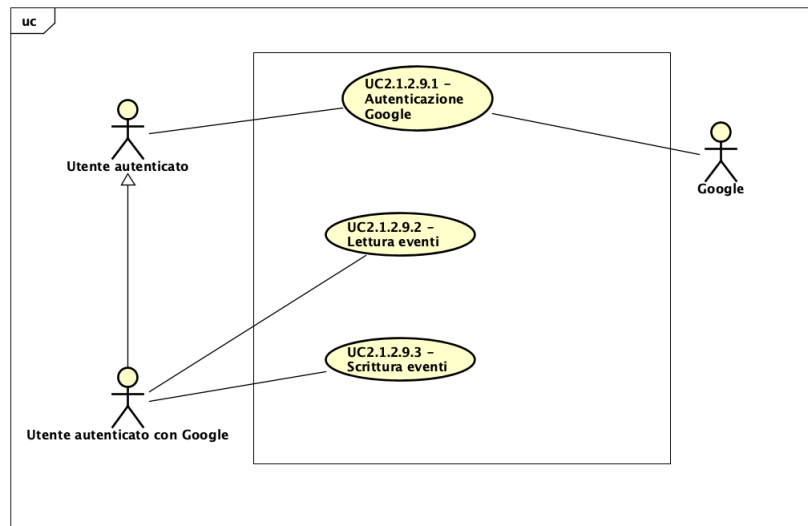 uc
UC2.1.2.9.1 –
Autenticazione
Google
Utente autenticato
Google
UC2.1.2.9.2 –
Lettura eventi
UC2.1.2.9.3 –
Scrittura eventi
Utente autenticato con Google